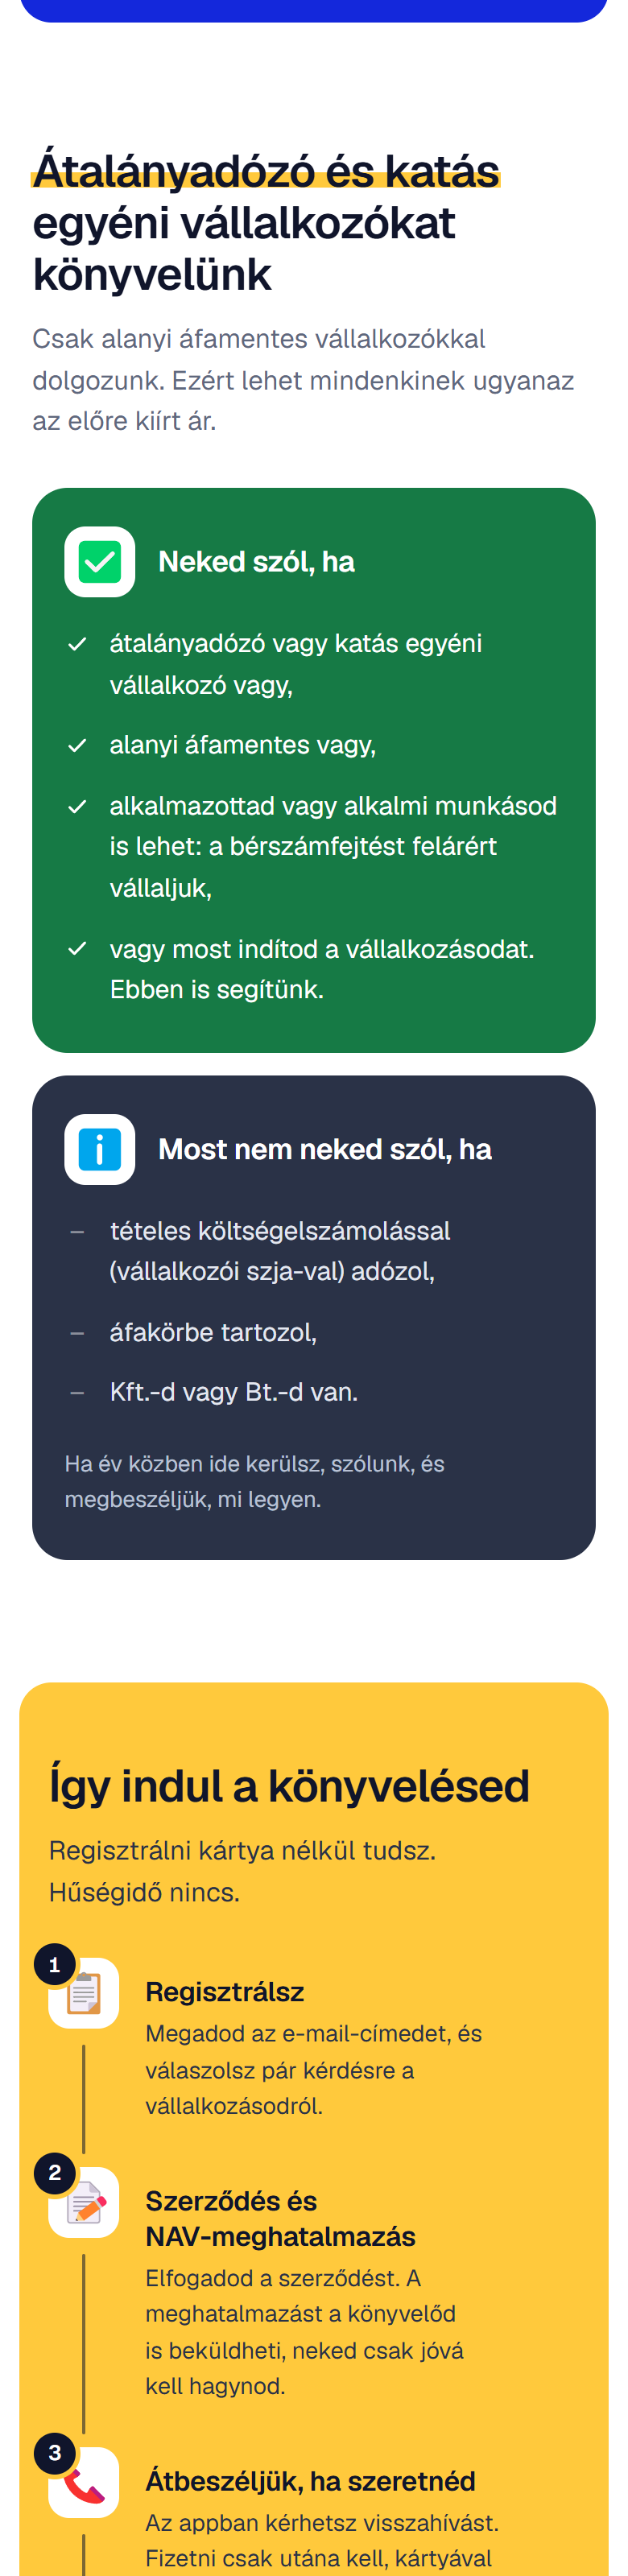 Átalányadózó és katás
egyéni vállalkozókat
könyvelünk
Csak alanyi áfamentes vállalkozókkal
dolgozunk. Ezért lehet mindenkinek ugyanaz
az előre kiírt ár.
Neked szól, ha
átalányadózó vagy katás egyéni
vállalkozó vagy,
alanyi áfamentes vagy,
alkalmazottad vagy alkalmi munkásod
is lehet: a bérszámfejtést felárért
vállaljuk,
vagy most indítod a vállalkozásodat.
Ebben is segítünk.
Most nem neked szól, ha
– tételes költségelszámolással
(vállalkozói szja-val) adózol,
– áfakörbe tartozol,
– Kft.-d vagy Bt.-d van.
Ha év közben ide kerülsz, szólunk, és
megbeszéljük, mi legyen.
Így indul a könyvelésed
Regisztrálni kártya nélkül tudsz.
Hűségidő nincs.
1
Regisztrálsz
Megadod az e-mail-címedet, és
válaszolsz pár kérdésre a
vállalkozásodról.
2
Szerződés és
NAV-meghatalmazás
Elfogadod a szerződést. A
meghatalmazást a könyvelőd
is beküldheti, neked csak jóvá
kell hagynod.
3
Átbeszéljük, ha szeretnéd
Az appban kérhetsz visszahívást.
Fizetni csak utána kell, kártyával